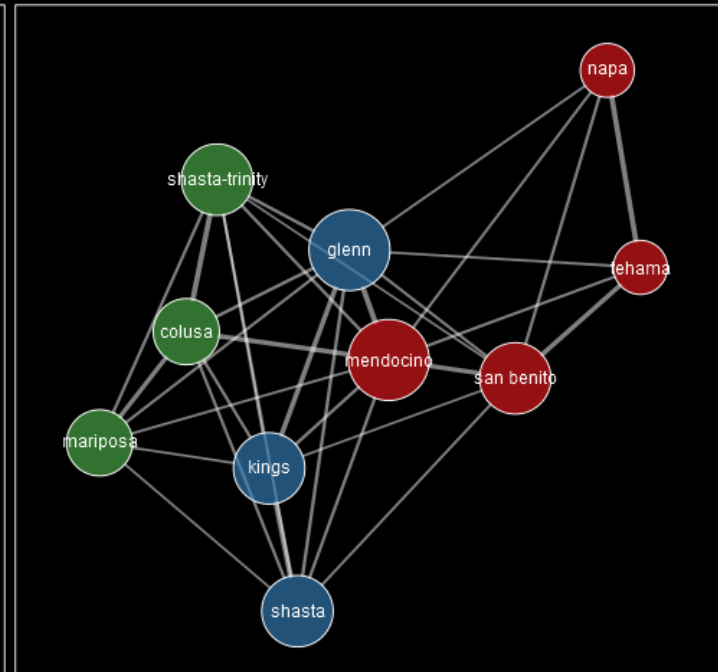 napa
shasta-trinity
glenn
tehama
colusa
mendocino
san benito
mariposa
kings
shasta